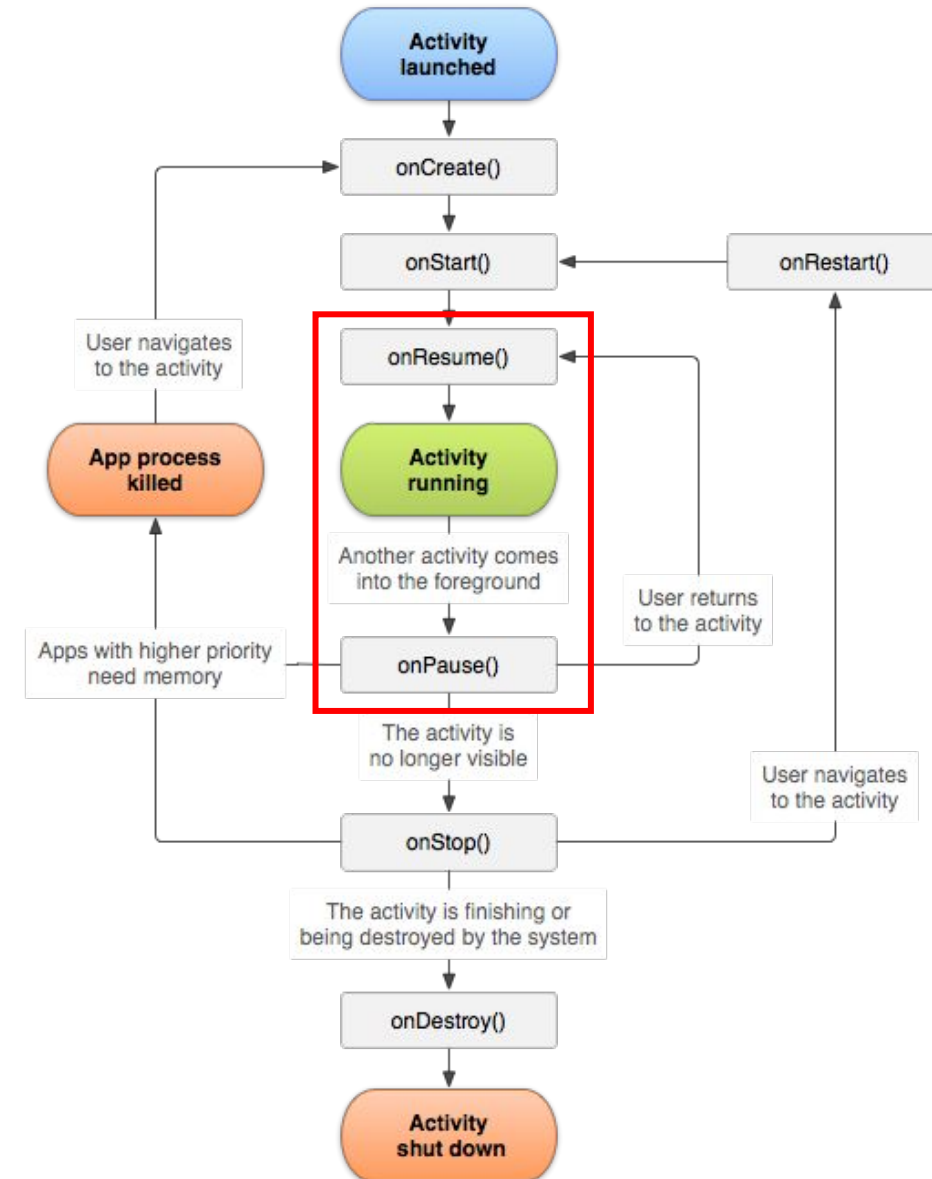 Activity
launched
onCreate()
onStart()
onRestart()
onResume()
User navigates
to the activity
App process
killed
Activity
running
Another activity comes
into the foreground
User returns
to the activity
Apps with higher priority
need memory
onPause()
The activity is
no longer visible
User navigates
to the activity
onStop()
The activity is finishing or
being destroyed by the system
onDestroy()
Activity
shut down